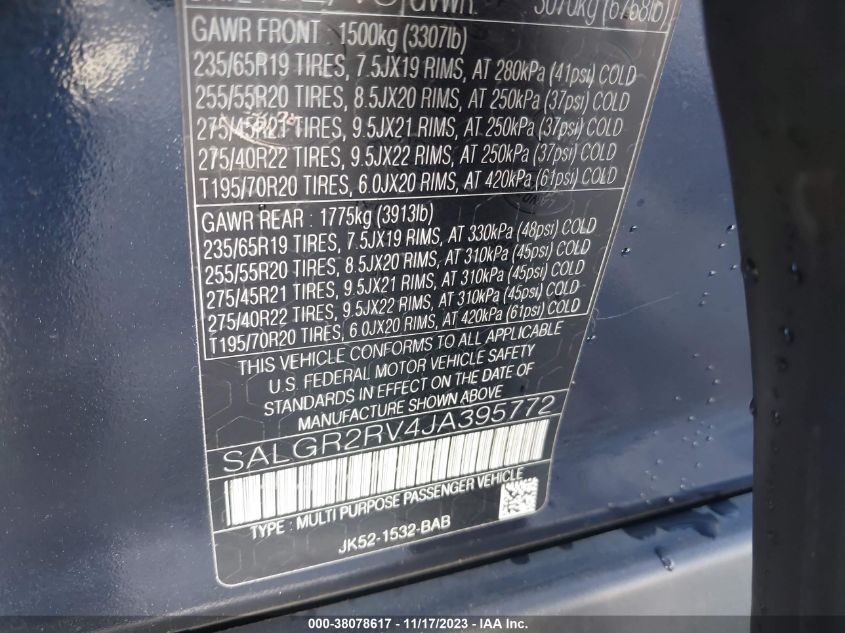 GVWR 3070kg (6768lb)
GAWR FRONT : 1500kg (3307lb)
235/65R19 TIRES, 7.5JX19 RIMS, AT 280kPa (41psi) COLD
255/55R20 TIRES, 8.5JX20 RIMS, AT 250kPa (37psi) COLD
275/45R21 TIRES, 9.5JX21 RIMS, AT 250kPa (37psi) COLD
275/40R22 TIRES, 9.5JX22 RIMS, AT 250kPa (37psi) COLD
T195/70R20 TIRES, 6.0JX20 RIMS, AT 420kPa (61psi) COLD
GAWR REAR : 1775kg (3913lb)
235/65R19 TIRES, 7.5JX19 RIMS, AT 330kPa (48psi) COLD
255/55R20 TIRES, 8.5JX20 RIMS, AT 310kPa (45psi) COLD
275/45R21 TIRES, 9.5JX21 RIMS, AT 310kPa (45psi) COLD
275/40R22 TIRES, 9.5JX22 RIMS, AT 310kPa (45psi) COLD
T195/70R20 TIRES, 6.0JX20 RIMS, AT 420kPa (61psi) COLD
THIS VEHICLE CONFORMS TO ALL APPLICABLE
U.S. FEDERAL MOTOR VEHICLE SAFETY
STANDARDS IN EFFECT ON THE DATE OF
MANUFACTURE SHOWN ABOVE
SALGR2RV4JA395772
TYPE : MULTI PURPOSE PASSENGER VEHICLE
JK52-1532-BAB
000-38078617 - 11/17/2023 - IAA Inc.